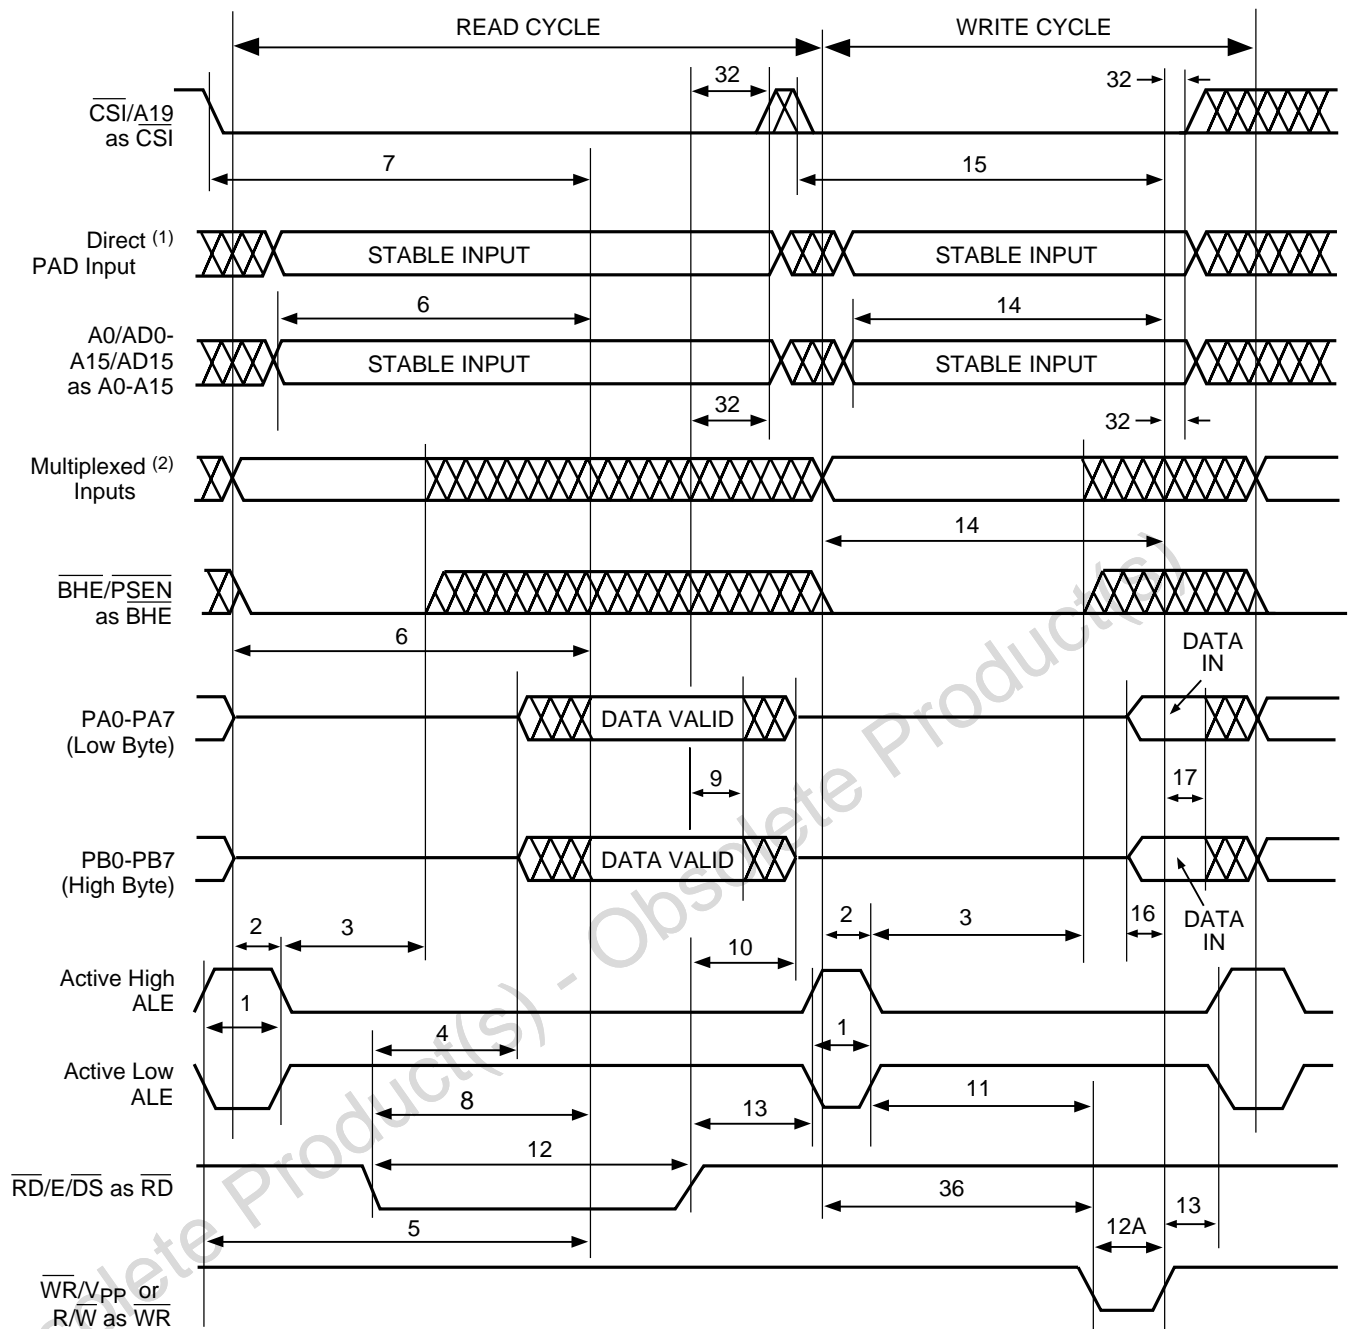 READ CYCLE
WRITE CYCLE
32
32
CSI/A19
as CSI
7
15
Direct (1)
PAD Input
STABLE INPUT
STABLE INPUT
6
14
A0/AD0-
A15/AD15
as A0-A15
STABLE INPUT
STABLE INPUT
32
32
Multiplexed (2)
Inputs
14
BHE/PSEN
as BHE
6
DATA
IN
PA0-PA7
(Low Byte)
DATA VALID
9
17
PB0-PB7
(High Byte)
DATA VALID
DATA
IN
2
3
2
3
16
10
Active High
ALE
1
1
4
Active Low
ALE
8
13
11
12
RD/E/DS as RD
36
13
5
12A
WR/VPP or
R/W as WR
Obsolete Product(s) - Obsolete Product(s)